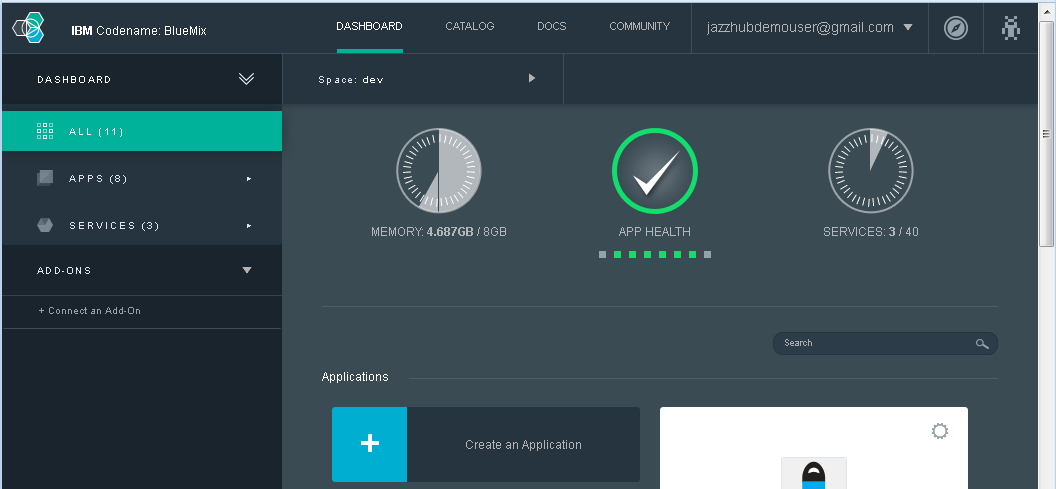 IBM Codename: BlueMix
DASHBOARD
CATALOG
DOCS
COMMUNITY
jazzhubdemouser@gmail.com
DASHBOARD
Space: dev
ALL (11)
APPS (8)
SERVICES (3)
ADD-ONS
+ Connect an Add-On
MEMORY: 4.687GB / 8GB
APP HEALTH
SERVICES: 3 / 40
Search
Applications
+
Create an Application